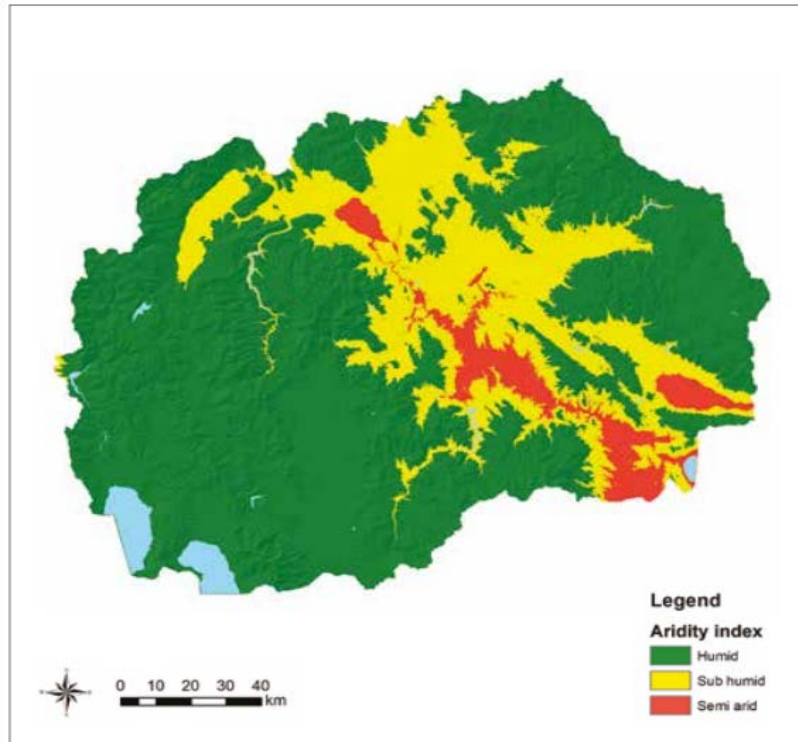 Legend
Aridity index
Humid
Sub humid
Semi arid
0 10 20 30 40
km